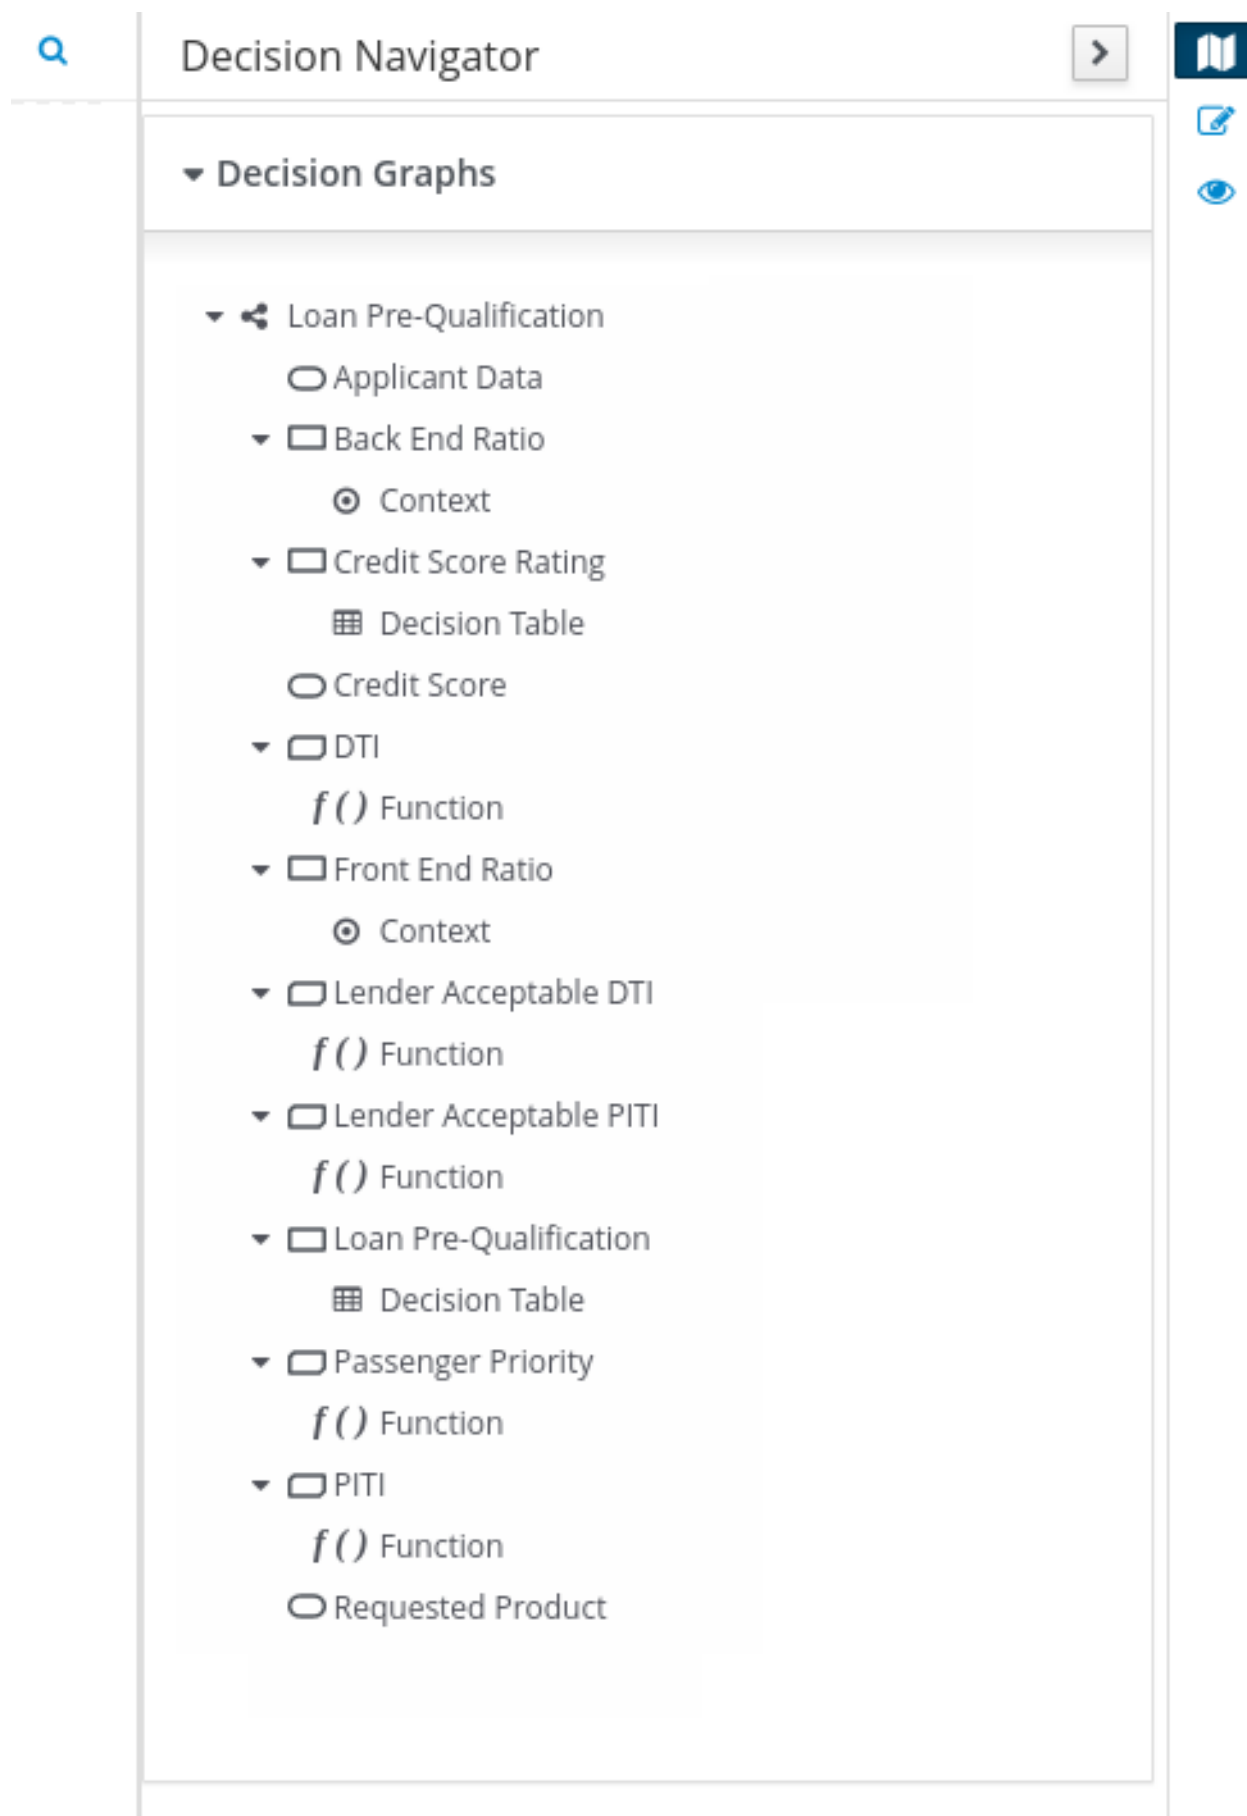 Decision Navigator
Decision Graphs
Loan Pre-Qualification
Applicant Data
Back End Ratio
Context
Credit Score Rating
Decision Table
Credit Score
DTI
f () Function
Front End Ratio
Context
Lender Acceptable DTI
f () Function
Lender Acceptable PITI
f () Function
Loan Pre-Qualification
Decision Table
Passenger Priority
f () Function
PITI
f () Function
Requested Product